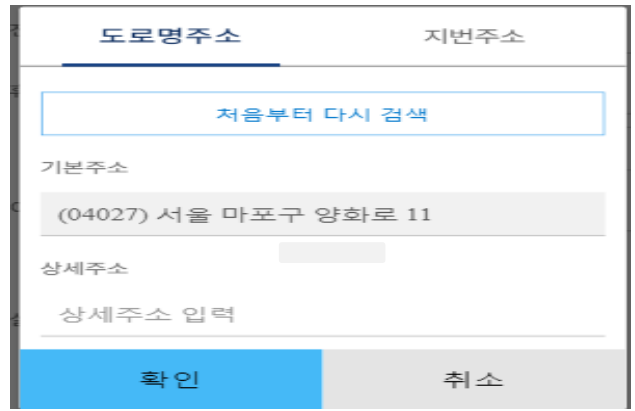 도로명주소 지번주소
처음부터 다시 검색
기본주소
(04027) 서울 마포구 양화로 11
상세주소
상세주소 입력
확인 취소